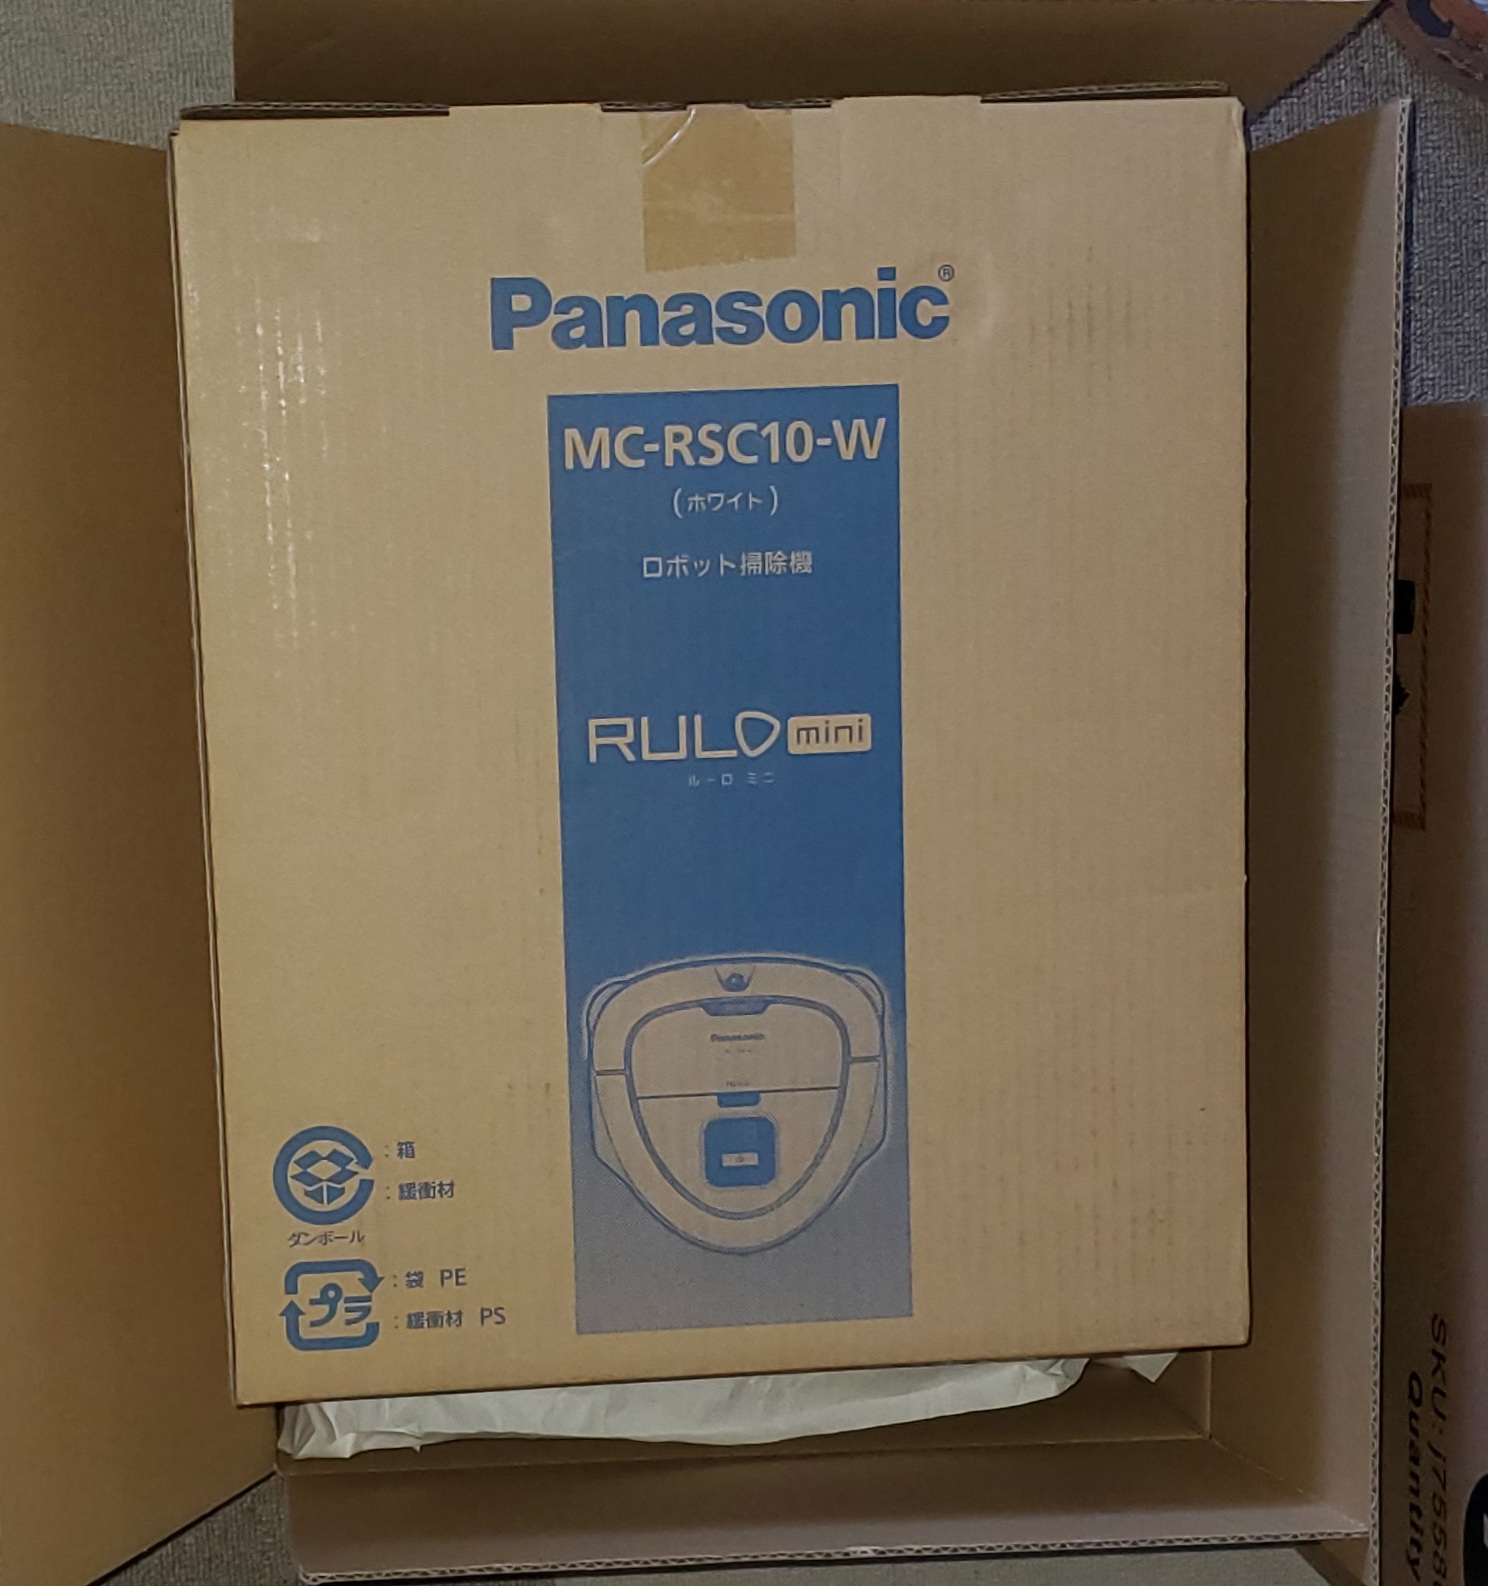 Panasonic®
MC-RSC10-W
(ホワイト)
ロボット掃除機
RULO mini
ルーロ ミニ
Panasonic
: 箱
: 緩衝材
ダンボール
: 袋 PE
プラ
: 緩衝材 PS
Quantity